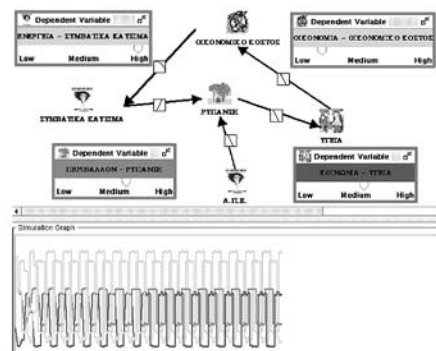 Dependent Variable
ΕΝΕΡΓΕΙΑ - ΣΥΜΒΑΤΙΚΑ ΚΑΥΣΙΜΑ
Low Medium High
ΟΙΚΟΝΟΜΙΚΟ ΚΟΣΤΟΣ
Dependent Variable
ΟΙΚΟΝΟΜΙΑ - ΟΙΚΟΝΟΜΙΚΟ ΚΟΣΤΟΣ
Low Medium High
ΣΥΜΒΑΤΙΚΑ ΚΑΥΣΙΜΑ
ΡΥΠΑΝΣΗ
ΥΓΕΙΑ
Dependent Variable
ΠΕΡΙΒΑΛΛΟΝ - ΡΥΠΑΝΣΗ
Low Medium High
Α.Π.Ε.
Dependent Variable
ΚΟΙΝΩΝΙΑ - ΥΓΕΙΑ
Low Medium High
Simulation Graph